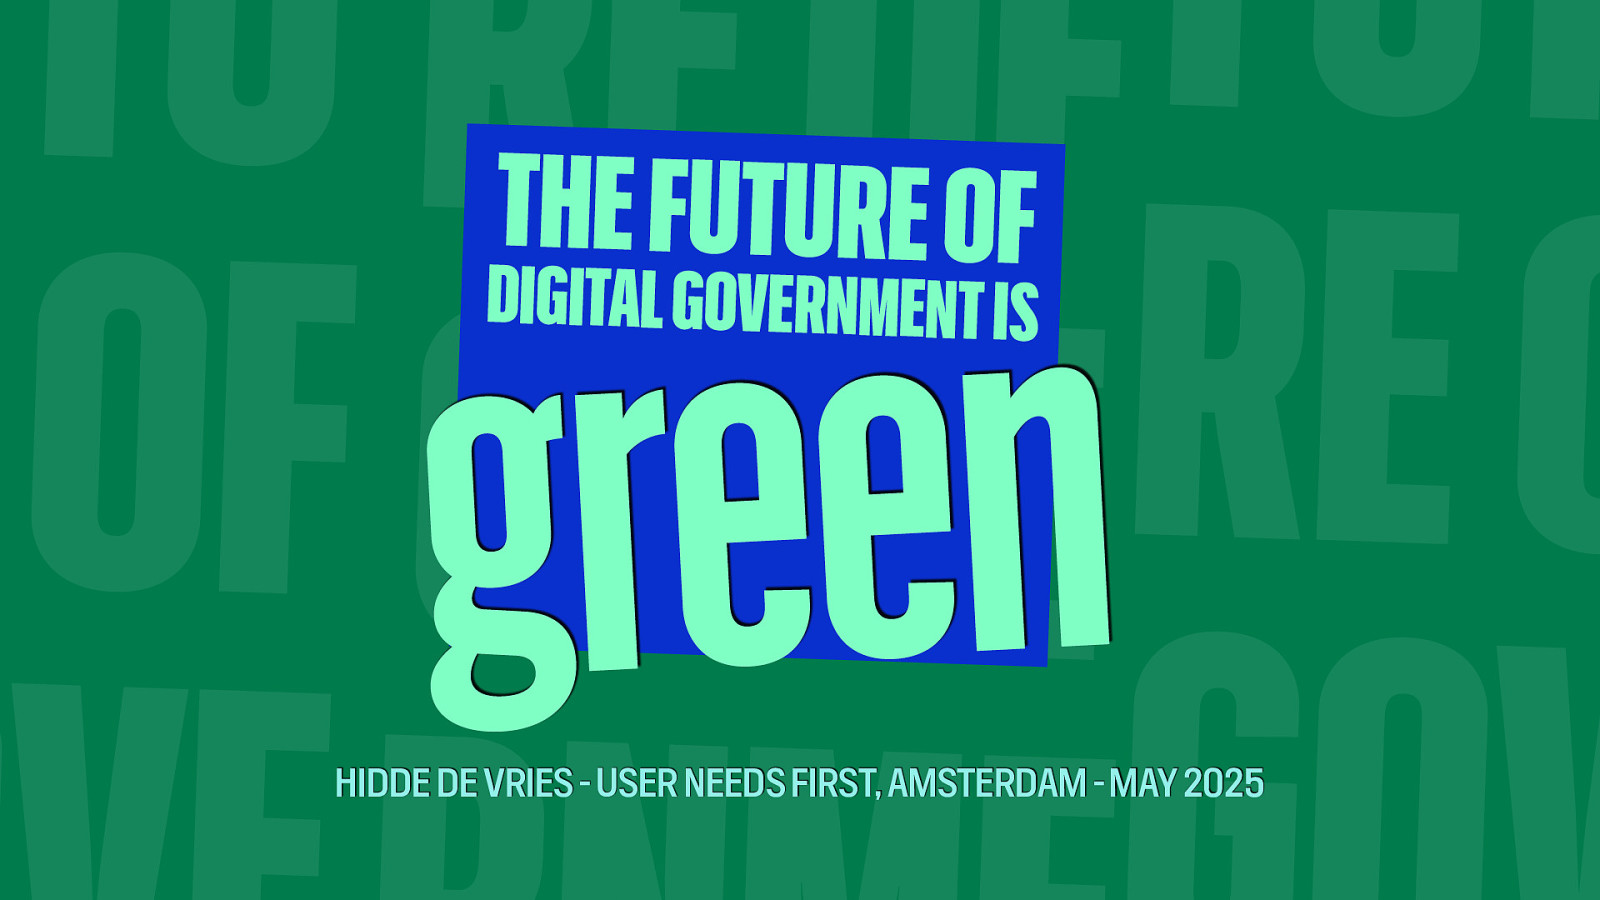 THE FUTURE OF
DIGITAL GOVERNMENT IS
green
HIDDE DE VRIES - USER NEEDS FIRST, AMSTERDAM - MAY 2025